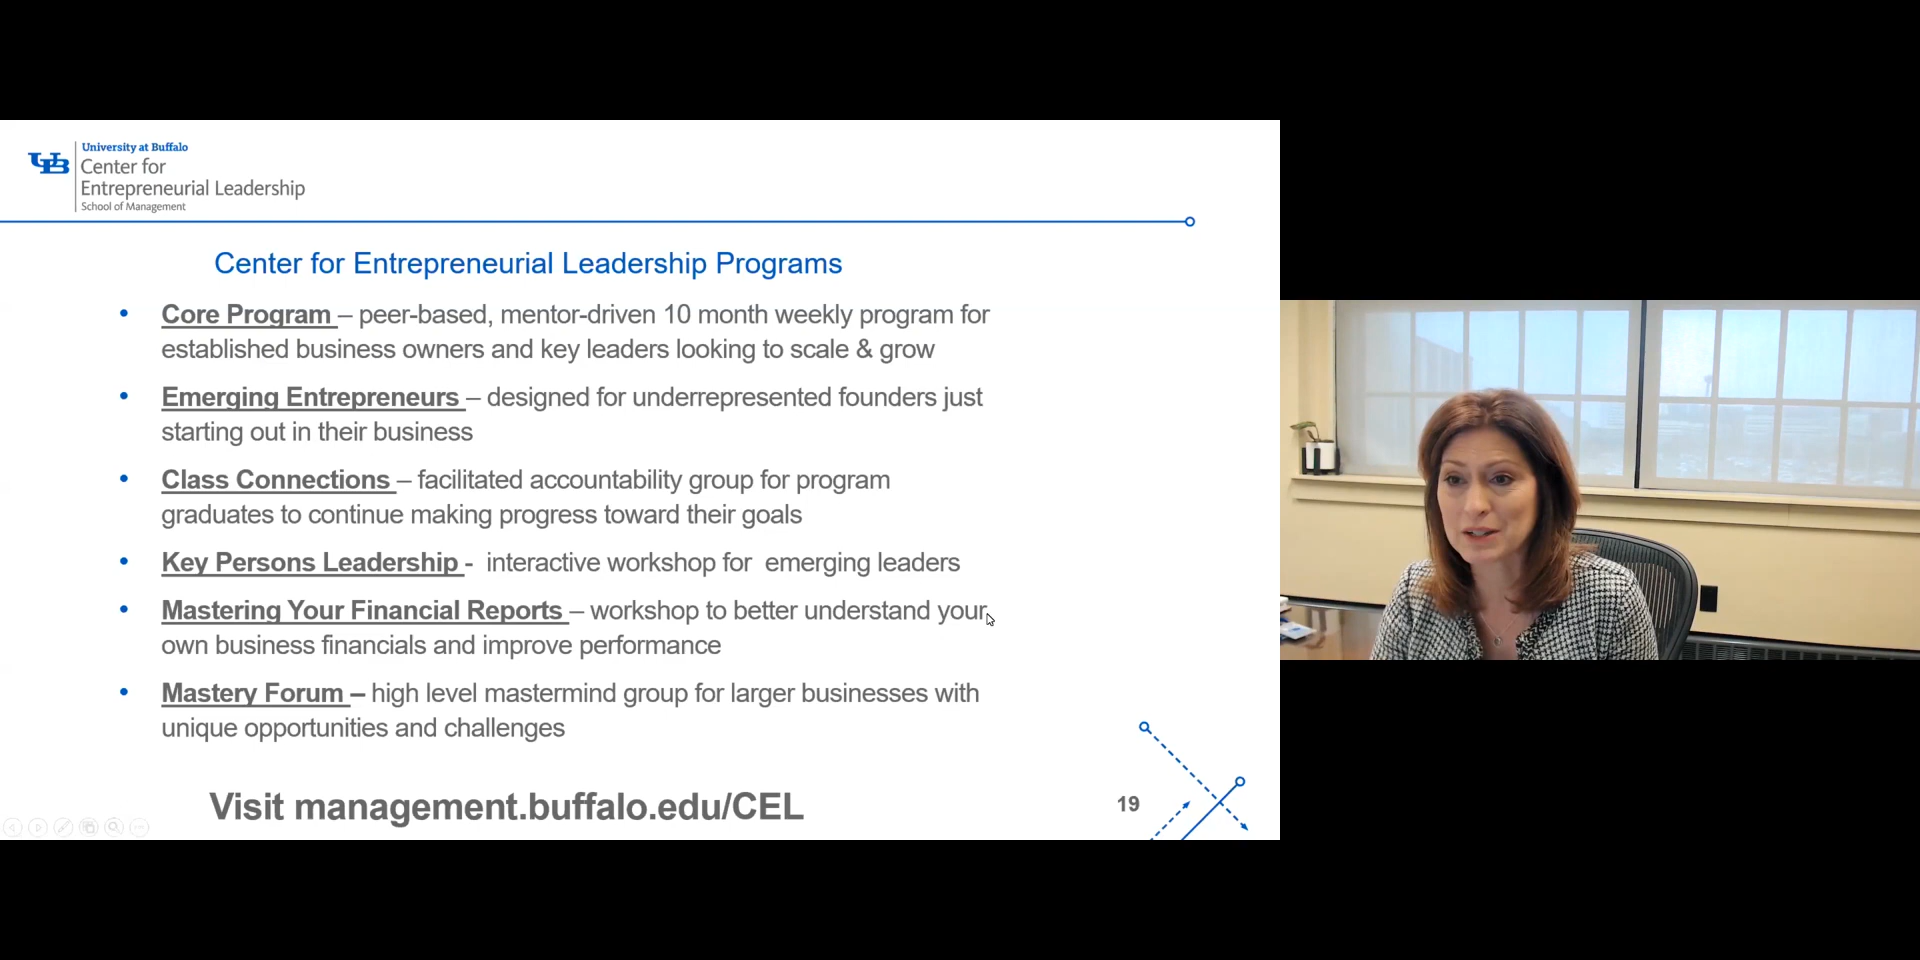 UB
University at Buffalo
Center for
Entrepreneurial Leadership
School of Management
Center for Entrepreneurial Leadership Programs
• Core Program – peer-based, mentor-driven 10 month weekly program for
established business owners and key leaders looking to scale & grow
• Emerging Entrepreneurs – designed for underrepresented founders just
starting out in their business
• Class Connections – facilitated accountability group for program
graduates to continue making progress toward their goals
• Key Persons Leadership - interactive workshop for emerging leaders
• Mastering Your Financial Reports – workshop to better understand your
own business financials and improve performance
• Mastery Forum – high level mastermind group for larger businesses with
unique opportunities and challenges
Visit management.buffalo.edu/CEL
19